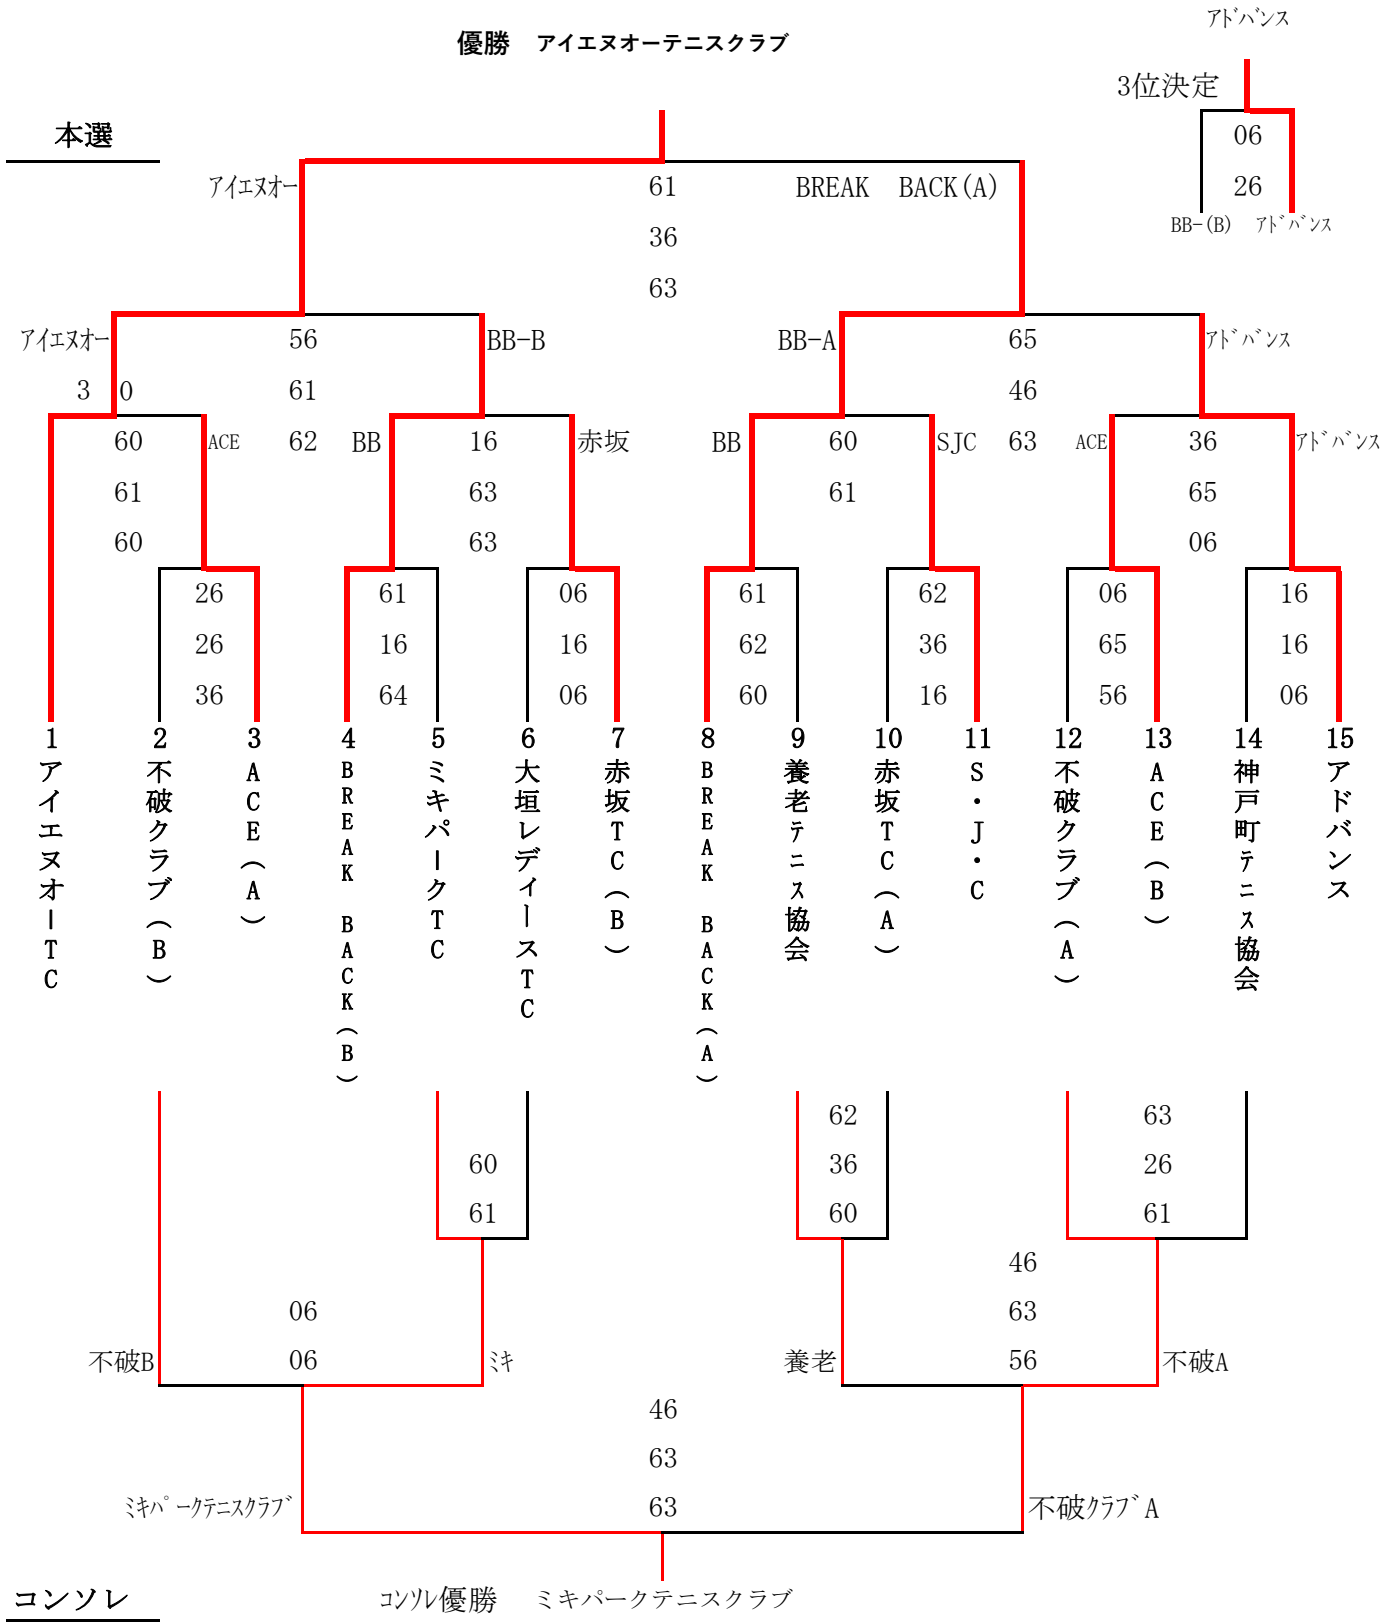 ｱﾄﾞﾊﾞﾝｽ
優勝　アイエヌオーテニスクラブ
3位決定
本選
06
ｱｲｴﾇｵｰ 61 BREAK　BACK(A) 26
36 BB-(B) ｱﾄﾞﾊﾞﾝｽ
63
ｱｲｴﾇｵｰ 56 BB-B BB-A 65 ｱﾄﾞﾊﾞﾝｽ
3 0 61 46
60 ACE 62 BB 16 赤坂 BB 60 SJC 63 ACE 36 ｱﾄﾞﾊﾞﾝｽ
61 63 61 65
60 63 06
26 61 06 61 62 06 16
26 16 16 62 36 65 16
36 64 06 60 16 56 06
1 2 3 4 5 6 7 8 9 10 11 12 13 14 15
アイエヌオーTC
不破クラブ(B)
ACE(A)
BREAK　BACK(B)
ミキパークTC
大垣レディースTC
赤坂TC(B)
BREAK　BACK(A)
養老ﾃﾆｽ協会
赤坂TC(A)
S・J・C
不破クラブ(A)
ACE(B)
神戸町ﾃﾆｽ協会
アドバンス
62 63
60 36 26
61 60 61
46
06 63
不破B 06 ﾐｷ 養老 56 不破A
46
63
ﾐｷﾊﾟｰｸﾃﾆｽｸﾗﾌﾞ 63 不破ｸﾗﾌﾞA
コンソレ ｺﾝｿﾚ優勝　ミキパークテニスクラブ